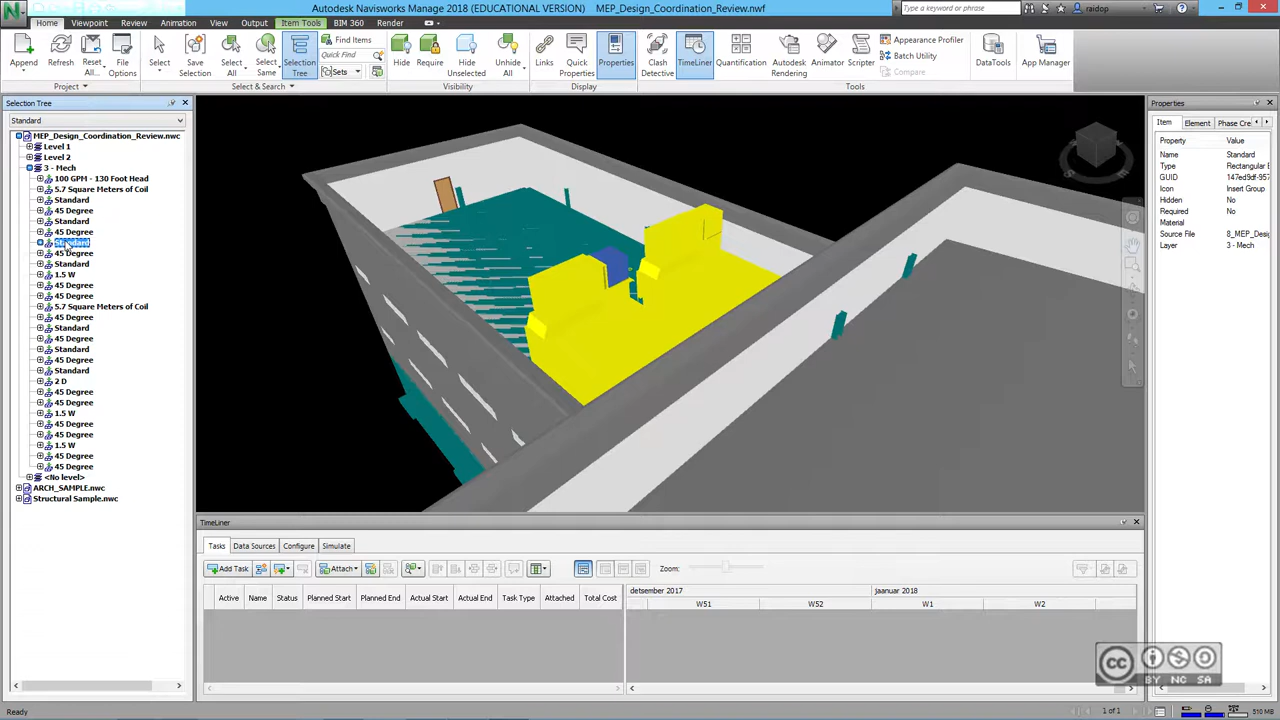 Autodesk Navisworks Manage 2018 (EDUCATIONAL VERSION) MEP_Design_Coordination_Review.nwf
Type a keyword or phrase
raidop
Home Viewpoint Review Animation View Output Item Tools BIM 360 Render
Append Refresh Reset All... File Options
Project
Select Save Selection Select All Select Same Selection Tree
Find Items
Quick Find
Sets
Select & Search
Hide Require Hide Unselected Unhide All
Visibility
Links Quick Properties Properties
Display
Clash Detective TimeLiner Quantification Autodesk Rendering Animator Scripter
Appearance Profiler
Batch Utility
Compare
Tools
DataTools App Manager
Selection Tree
Standard
MEP_Design_Coordination_Review.nwc
Level 1
Level 2
3 - Mech
100 GPM - 130 Foot Head
5.7 Square Meters of Coil
Standard
45 Degree
Standard
45 Degree
Standard
45 Degree
Standard
1.5 W
45 Degree
45 Degree
5.7 Square Meters of Coil
45 Degree
Standard
45 Degree
Standard
45 Degree
Standard
2 D
45 Degree
45 Degree
1.5 W
45 Degree
45 Degree
1.5 W
45 Degree
45 Degree
<No level>
ARCH_SAMPLE.nwc
Structural Sample.nwc
Properties
Item Element Phase Cre
Property Value
Name Standard
Type Rectangular E
GUID 147ed9df-957
Icon Insert Group
Hidden No
Required No
Material
Source File 8_MEP_Desig
Layer 3 - Mech
TimeLiner
Tasks Data Sources Configure Simulate
Add Task
Attach
Zoom:
Active Name Status Planned Start Planned End Actual Start Actual End Task Type Attached Total Cost
detsember 2017 jaanuar 2018
W51 W52 W1 W2
cc
BY NC SA
Ready
1 of 1
510 MB